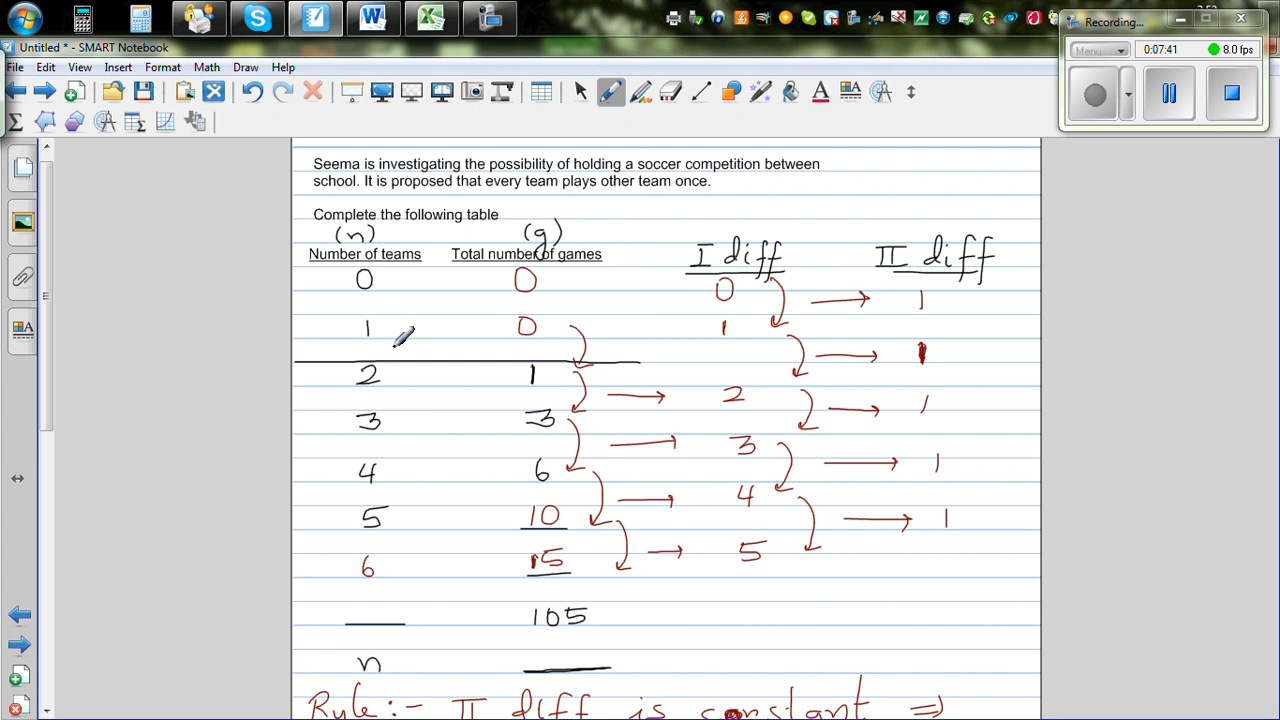 Recording...
Untitled * - SMART Notebook
Menu
0:07:41
8.0 fps
File Edit View Insert Format Math Draw Help
Seema is investigating the possibility of holding a soccer competition between
school. It is proposed that every team plays other team once.
Complete the following table
(n) (g)
Number of teams Total number of games I diff II diff
0 0 0 1
1 0 1 1
2 1 2 1
3 3 3 1
4 6 4 1
5 10 5
6 15
105
n
Rule:- II diff is constant ⇒